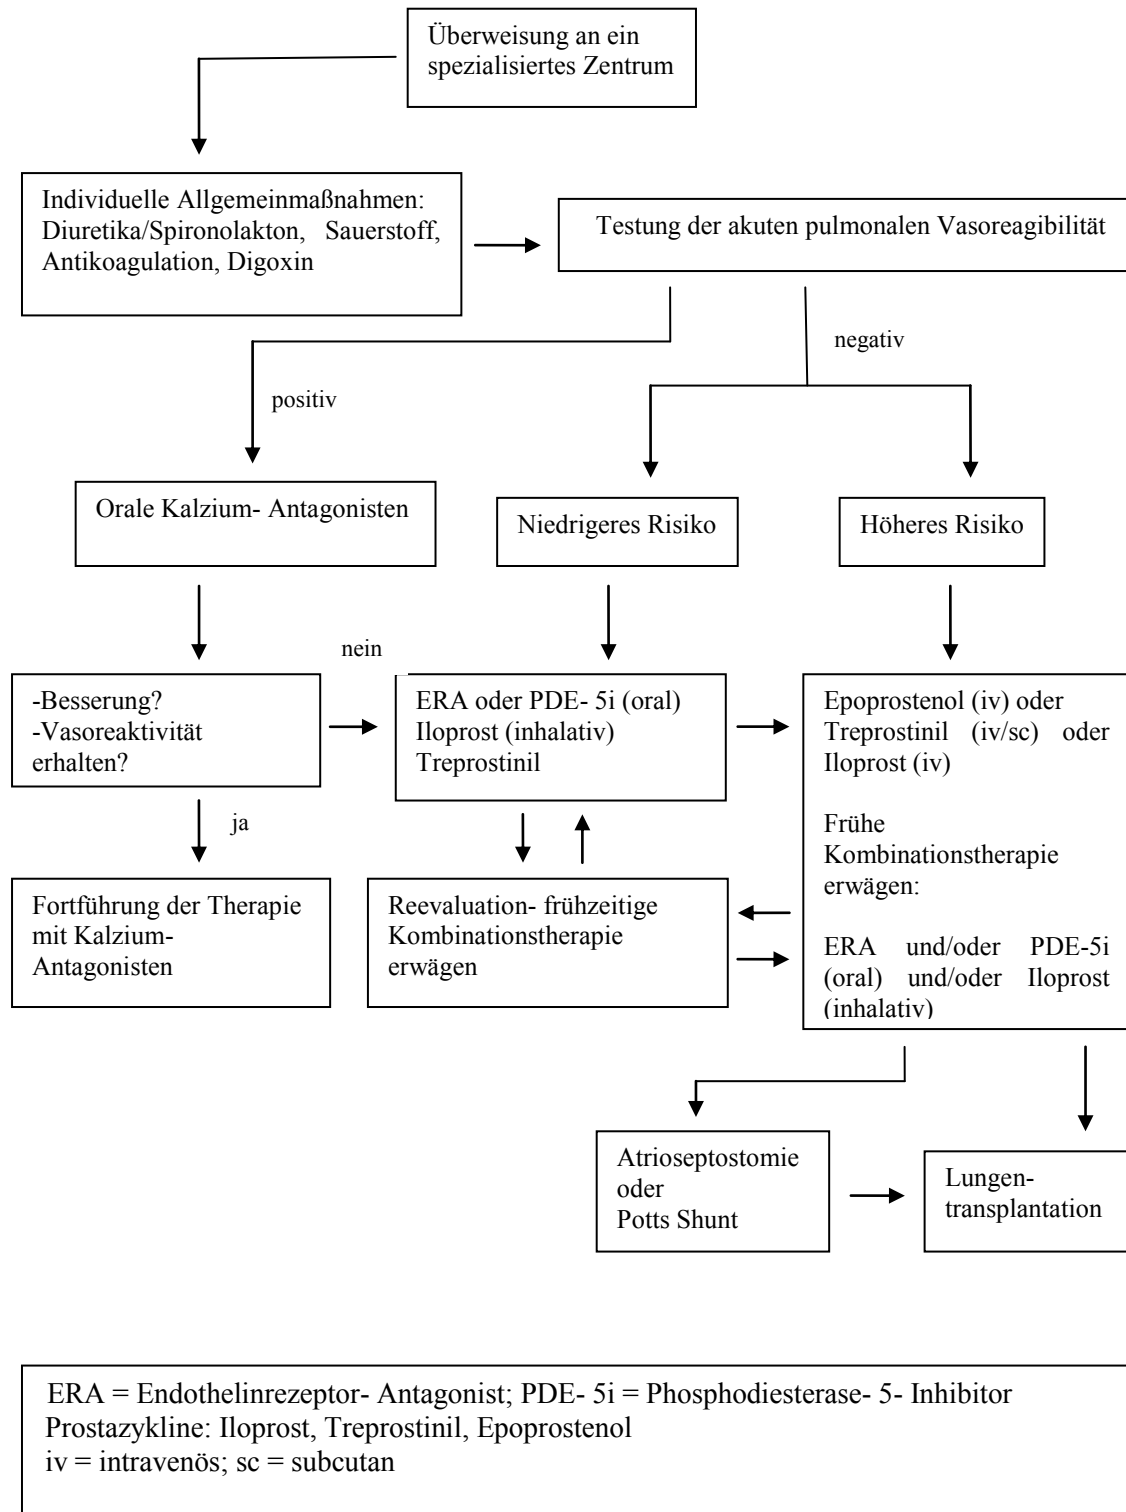 Überweisung an ein
spezialisiertes Zentrum
Individuelle Allgemeinmaßnahmen:
Diuretika/Spironolakton, Sauerstoff,
Antikoagulation, Digoxin
Testung der akuten pulmonalen Vasoreagibilität
negativ
positiv
Orale Kalzium- Antagonisten
Niedrigeres Risiko
Höheres Risiko
nein
-Besserung?
-Vasoreaktivität
erhalten?
ERA oder PDE- 5i (oral)
Iloprost (inhalativ)
Treprostinil
Epoprostenol (iv) oder
Treprostinil (iv/sc) oder
Iloprost (iv)
Frühe
Kombinationstherapie
erwägen:
ERA und/oder PDE-5i
(oral) und/oder Iloprost
(inhalativ)
ja
Fortführung der Therapie
mit Kalzium-
Antagonisten
Reevaluation- frühzeitige
Kombinationstherapie
erwägen
Atrioseptostomie
oder
Potts Shunt
Lungen-
transplantation
ERA = Endothelinrezeptor- Antagonist; PDE- 5i = Phosphodiesterase- 5- Inhibitor
Prostazykline: Iloprost, Treprostinil, Epoprostenol
iv = intravenös; sc = subcutan